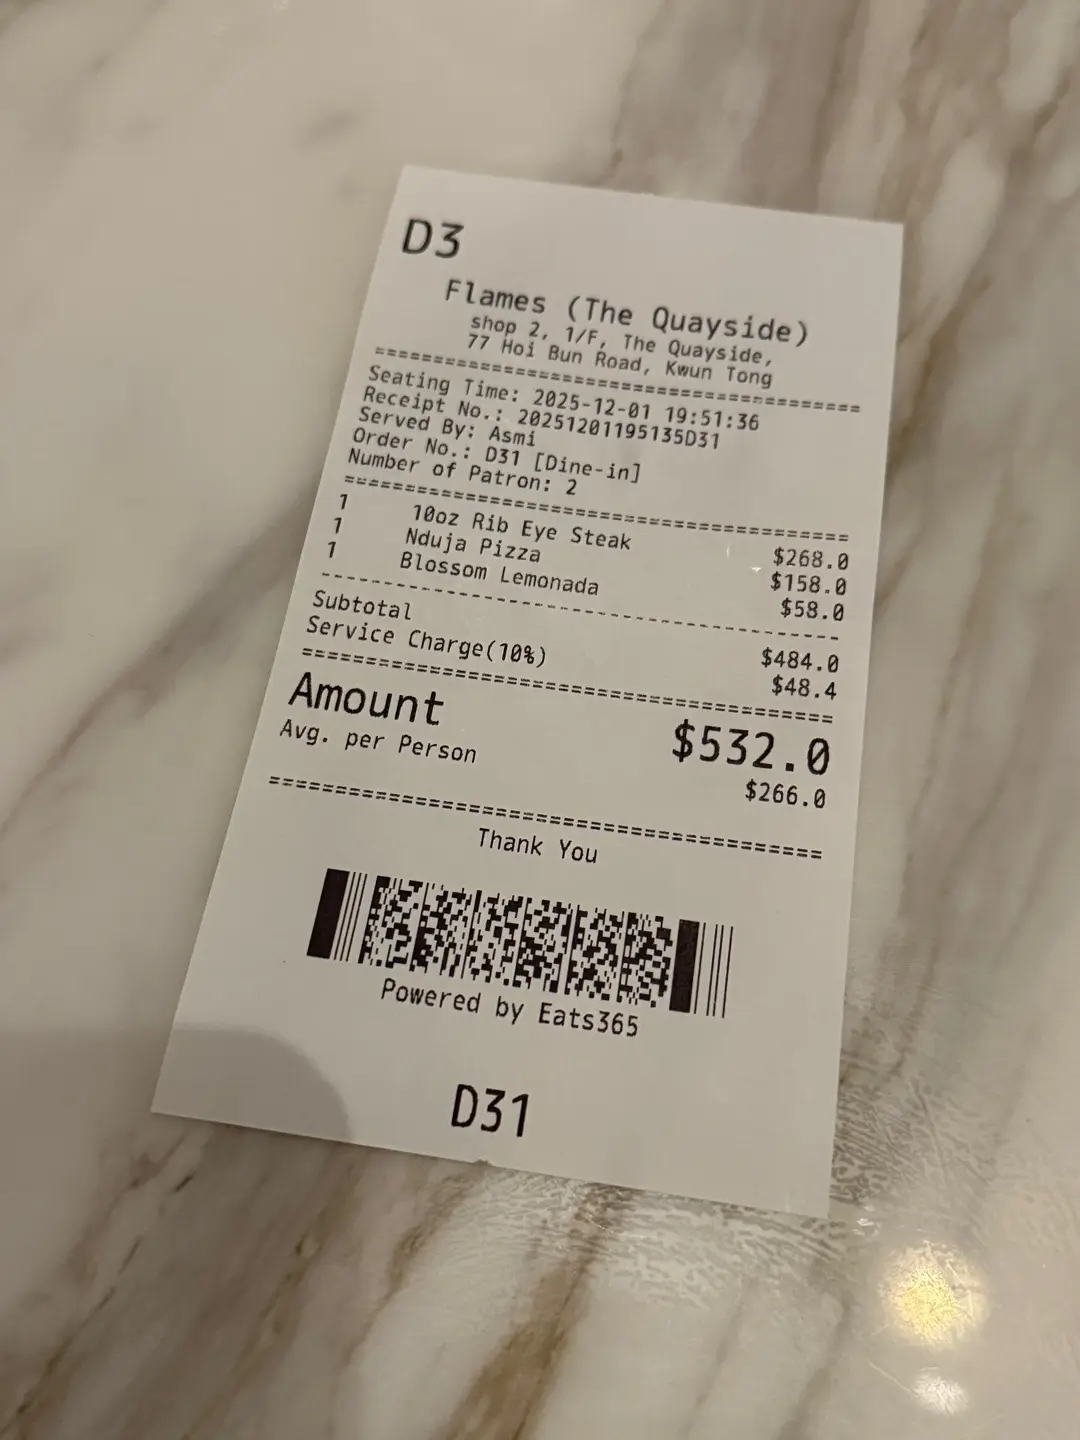 D3
Flames (The Quayside)
shop 2, 1/F, The Quayside,
77 Hoi Bun Road, Kwun Tong
========================================
Seating Time: 2025-12-01 19:51:36
Receipt No.: 20251201195135D31
Served By: Asmi
Order No.: D31 [Dine-in]
Number of Patron: 2
========================================
1 10oz Rib Eye Steak $268.0
1 Nduja Pizza $158.0
1 Blossom Lemonada $58.0
----------------------------------------
Subtotal $484.0
Service Charge(10%) $48.4
========================================
Amount $532.0
Avg. per Person $266.0
========================================
Thank You
Powered by Eats365
D31